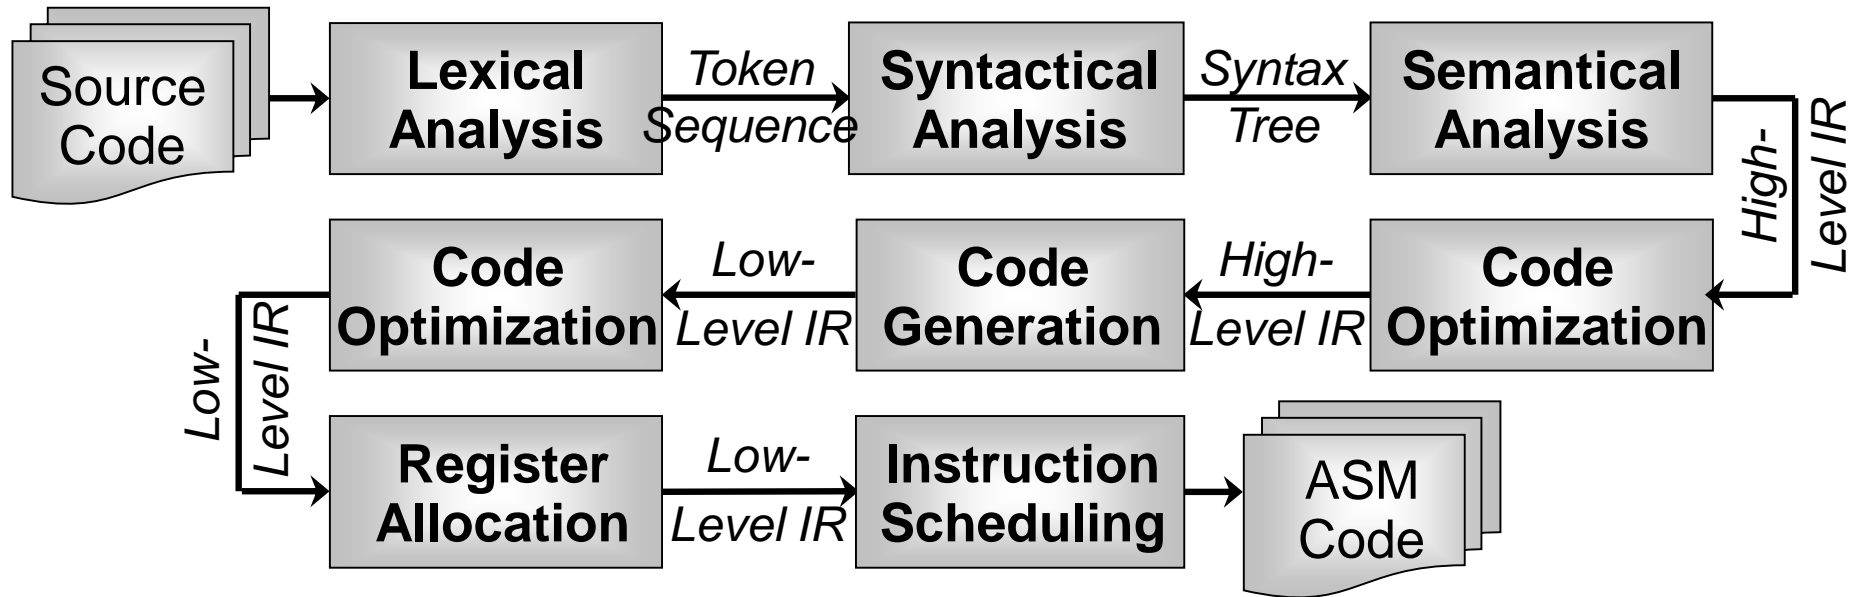 Source
Code
Lexical
Analysis
Token
Sequence
Syntactical
Analysis
Syntax
Tree
Semantical
Analysis
High-
Level IR
Code
Optimization
High-
Level IR
Code
Generation
Low-
Level IR
Code
Optimization
Low-
Level IR
Register
Allocation
Low-
Level IR
Instruction
Scheduling
ASM
Code